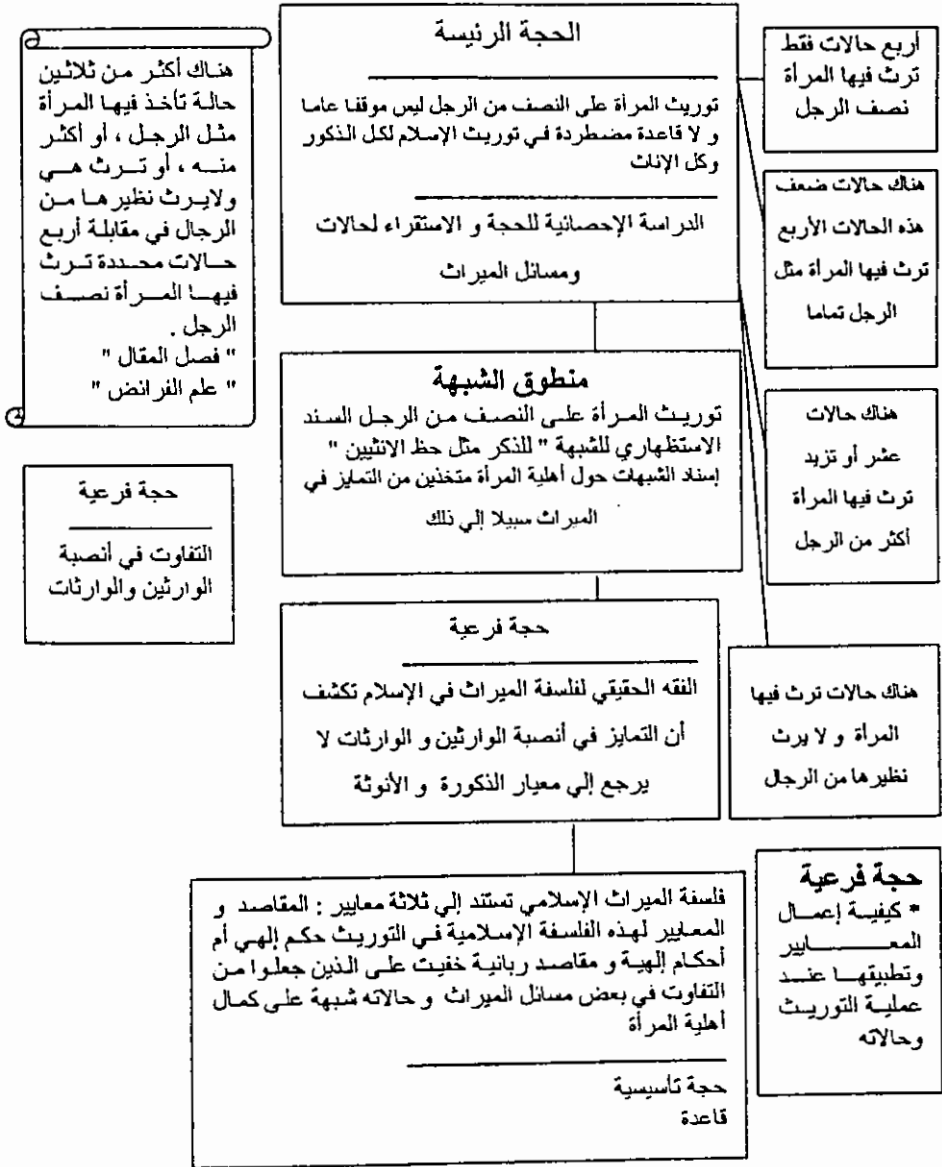 الحجة الرئيسة
توريث المرأة على النصف من الرجل ليس موقفا عاما
و لا قاعدة مضطردة في توريث الإسلام لكل الذكور
وكل الإناث
الدراسة الإحصائية للحجة و الاستقراء لحالات
ومسائل الميراث
أربع حالات فقط
ترث فيها المرأة
نصف الرجل
هناك حالات ضعف
هذه الحالات الأربع
ترث فيها المرأة مثل
الرجل تماما
هناك حالات
عشر أو تزيد
ترث فيها المرأة
أكثر من الرجل
هناك حالات ترث فيها
المرأة و لا يرث
نظيرها من الرجال
هناك أكثر من ثلاثين
حالة تأخذ فيها المرأة
مثل الرجل ، أو أكثر
منه ، أو ترث هي
ولايرث نظيرها من
الرجال في مقابلة أربع
حالات محددة ترث
فيها المرأة نصف
الرجل .
" فصل المقال "
" علم الفرائض "
منطوق الشبهة
توريث المرأة على النصف من الرجل السند
الاستظهاري للشبهة " للذكر مثل حظ الانثيين "
إسناد الشبهات حول أهلية المرأة متخذين من التمايز في
الميراث سبيلا إلي ذلك
حجة فرعية
التفاوت في أنصبة
الوارثين والوارثات
حجة فرعية
الفقه الحقيقي لفلسفة الميراث في الإسلام تكشف
أن التمايز في أنصبة الوارثين و الوارثات لا
يرجع إلي معيار الذكورة و الأنوثة
حجة فرعية
* كيفية إعمال
المعايير
وتطبيقها عند
عملية التوريث
وحالاته
فلسفة الميراث الإسلامي تستند إلي ثلاثة معايير : المقاصد و
المعايير لهذه الفلسفة الإسلامية في التوريث حكم إلهي أم
أحكام إلهية و مقاصد ربانية خفيت على الذين جعلوا من
التفاوت في بعض مسائل الميراث و حالاته شبهة على كمال
أهلية المرأة
حجة تأسيسية
قاعدة